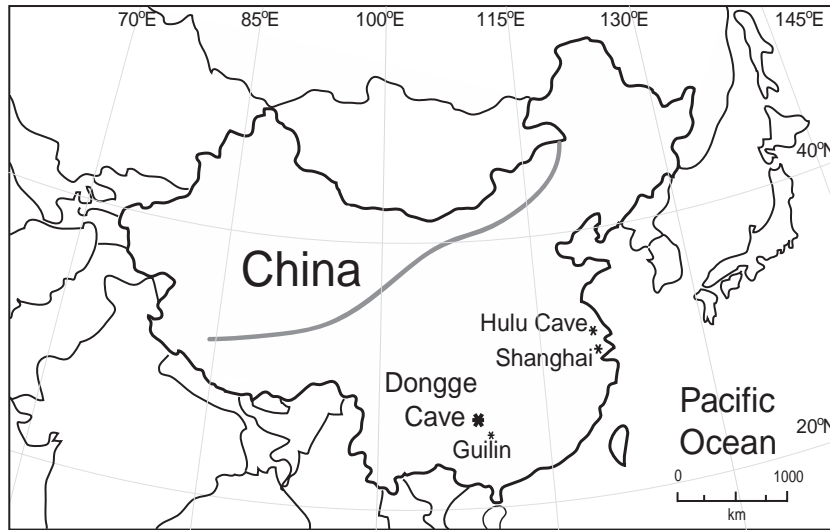 70ºE
85ºE
100ºE
115ºE
130ºE
145ºE
40ºN
China
Hulu Cave
*
Shanghai
*
Dongge
Cave
Guilin
*
Pacific
Ocean
20ºN
0
1000
km